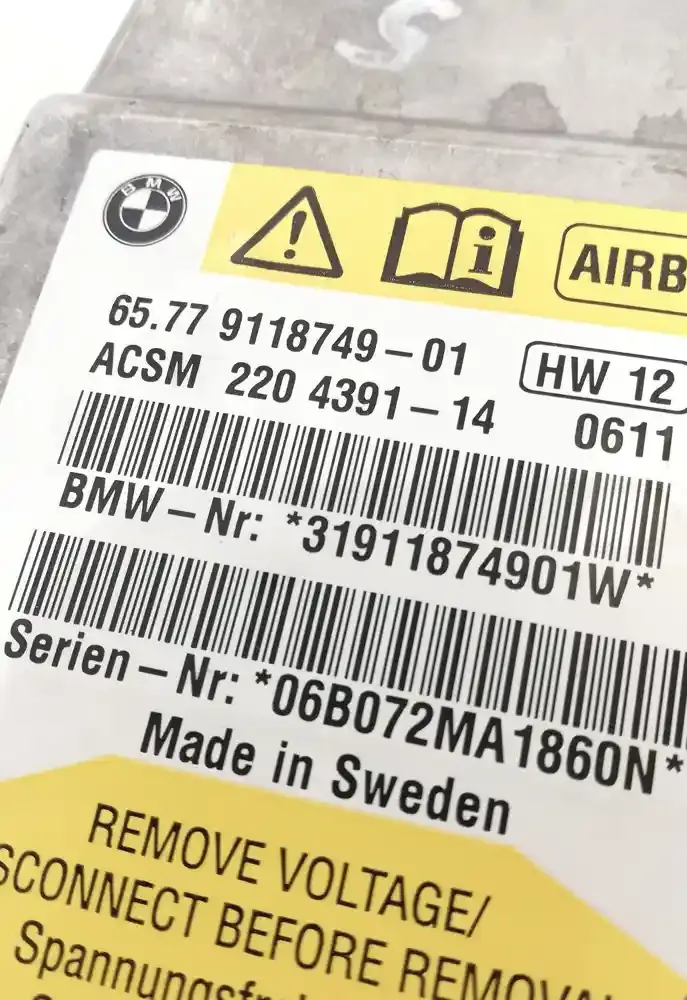 BMW
AIRB
65.77 9118749-01
HW 12
ACSM 220 4391-14
0611
BMW-Nr: *31911874901W*
Serien-Nr: *06B072MA1860N*
Made in Sweden
REMOVE VOLTAGE/
SCONNECT BEFORE REMOVA
Spannungsfrei